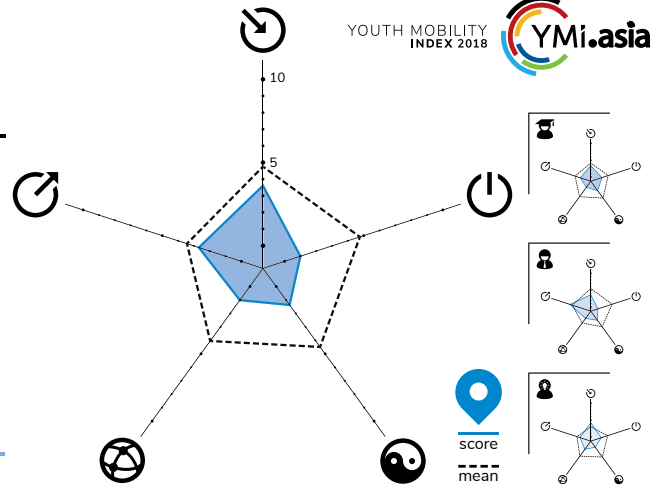 YOUTH MOBILITY
INDEX 2018
YMi.asia
10
5
score
mean